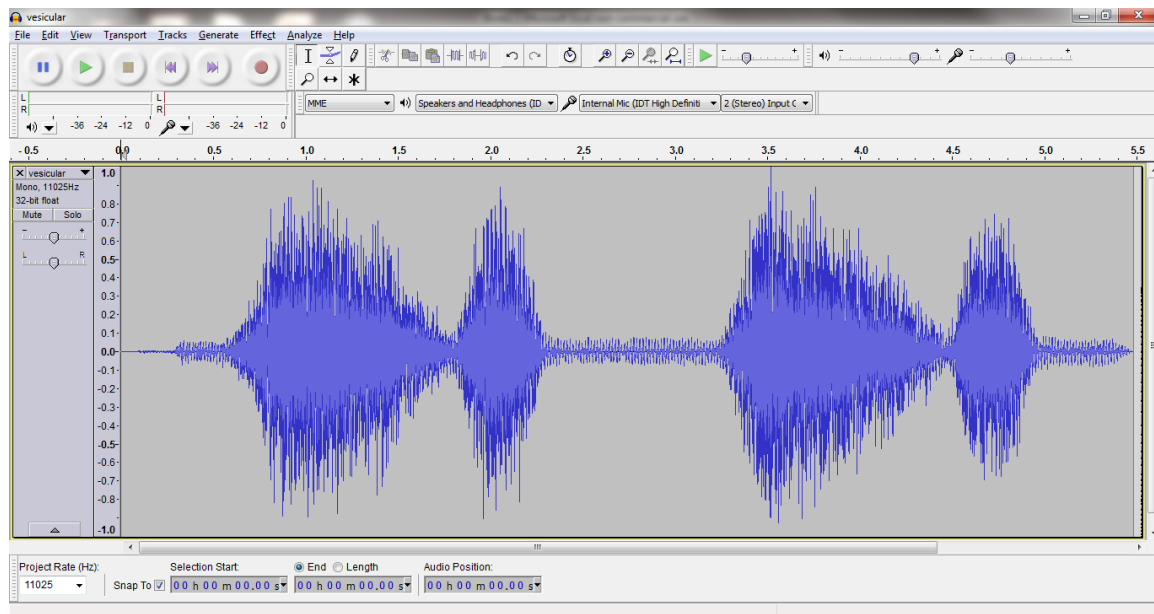 vesicular
File Edit View Transport Tracks Generate Effect Analyze Help
L
R
-36 -24 -12 0
L
R
-36 -24 -12 0
MME
Speakers and Headphones (ID
Internal Mic (IDT High Definiti
2 (Stereo) Input C
-0.5 0.0 0.5 1.0 1.5 2.0 2.5 3.0 3.5 4.0 4.5 5.0 5.5
X vesicular
Mono, 11025Hz
32-bit float
Mute Solo
- +
L R
1.0
0.8
0.7
0.6
0.5
0.4
0.3
0.2
0.1
0.0
-0.1
-0.2
-0.3
-0.4
-0.5
-0.6
-0.7
-0.8
-1.0
Project Rate (Hz): Selection Start: End Length Audio Position:
11025 Snap To 00 h 00 m 00.00 s 00 h 00 m 00.00 s 00 h 00 m 00.00 s